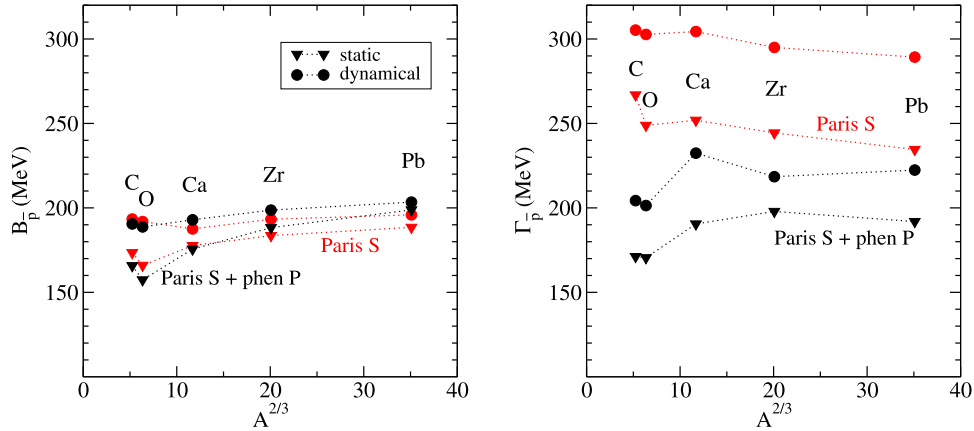 300
250
200
150
B p̅ (MeV)
static
dynamical
C
O
Ca
Zr
Pb
Paris S
Paris S + phen P
0
10
20
30
40
A^{2/3}
300
250
200
150
Γ p̅ (MeV)
C
O
Ca
Zr
Pb
Paris S
Paris S + phen P
0
10
20
30
40
A^{2/3}